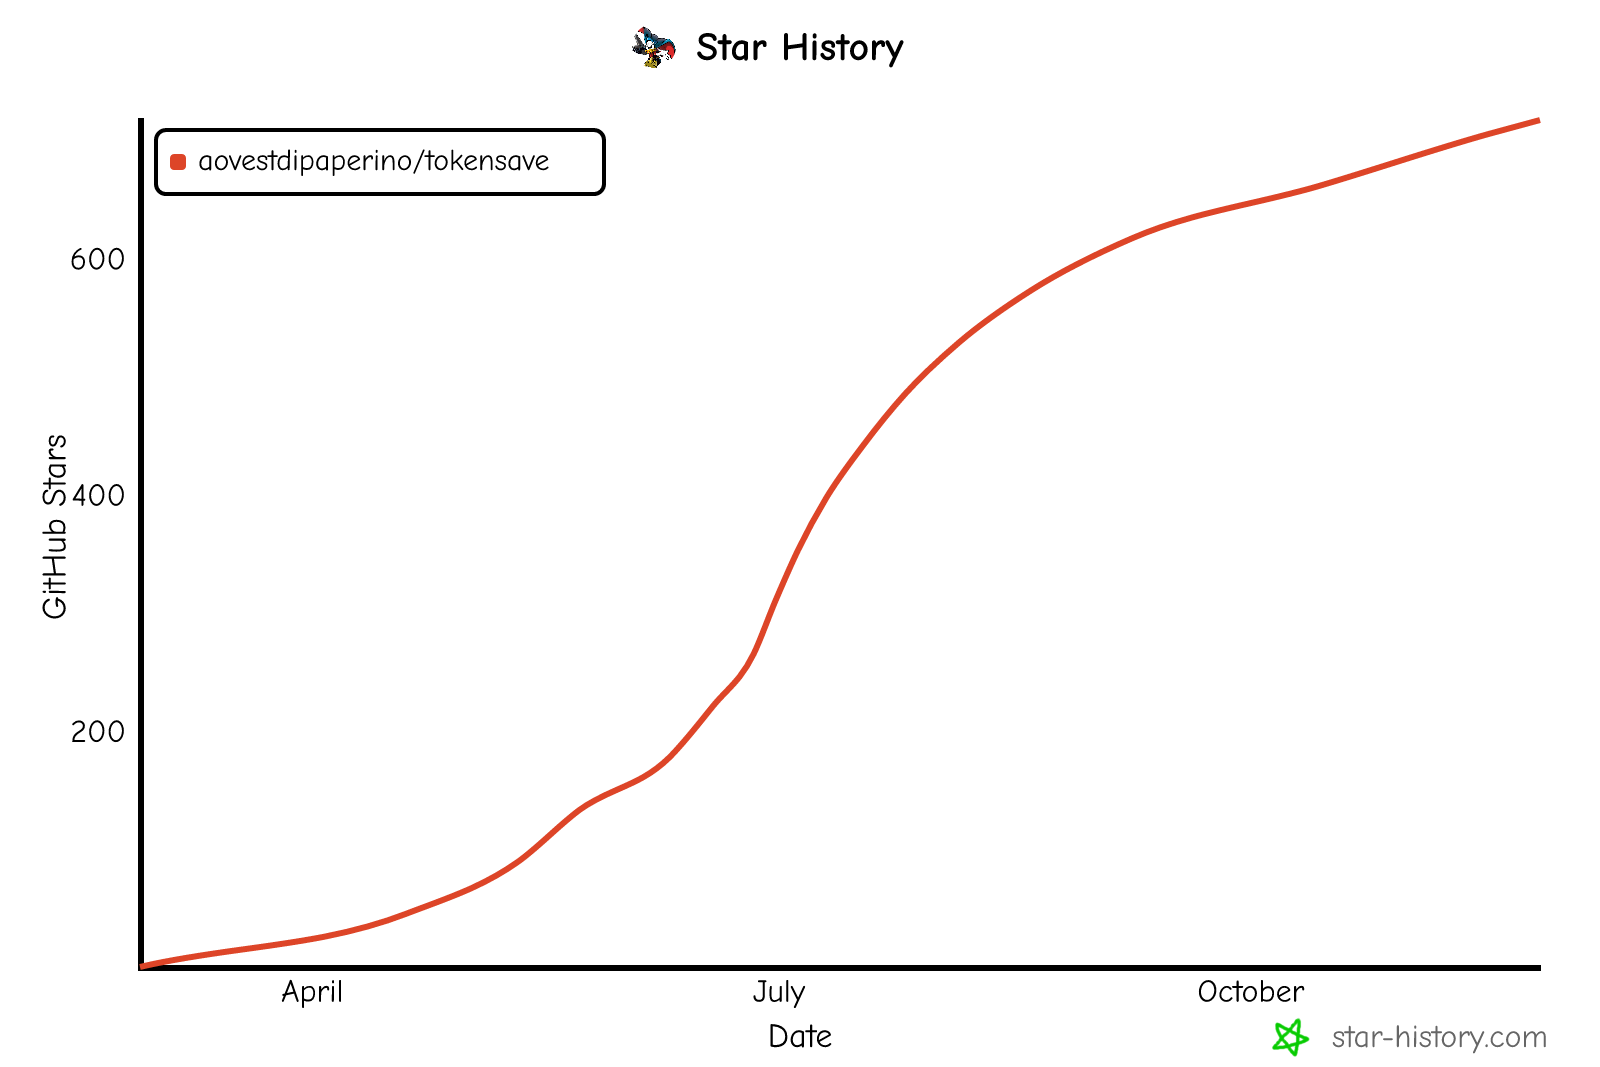 Star History
aovestdipaperino/tokensave
600
400
200
GitHub Stars
April
July
October
Date
star-history.com